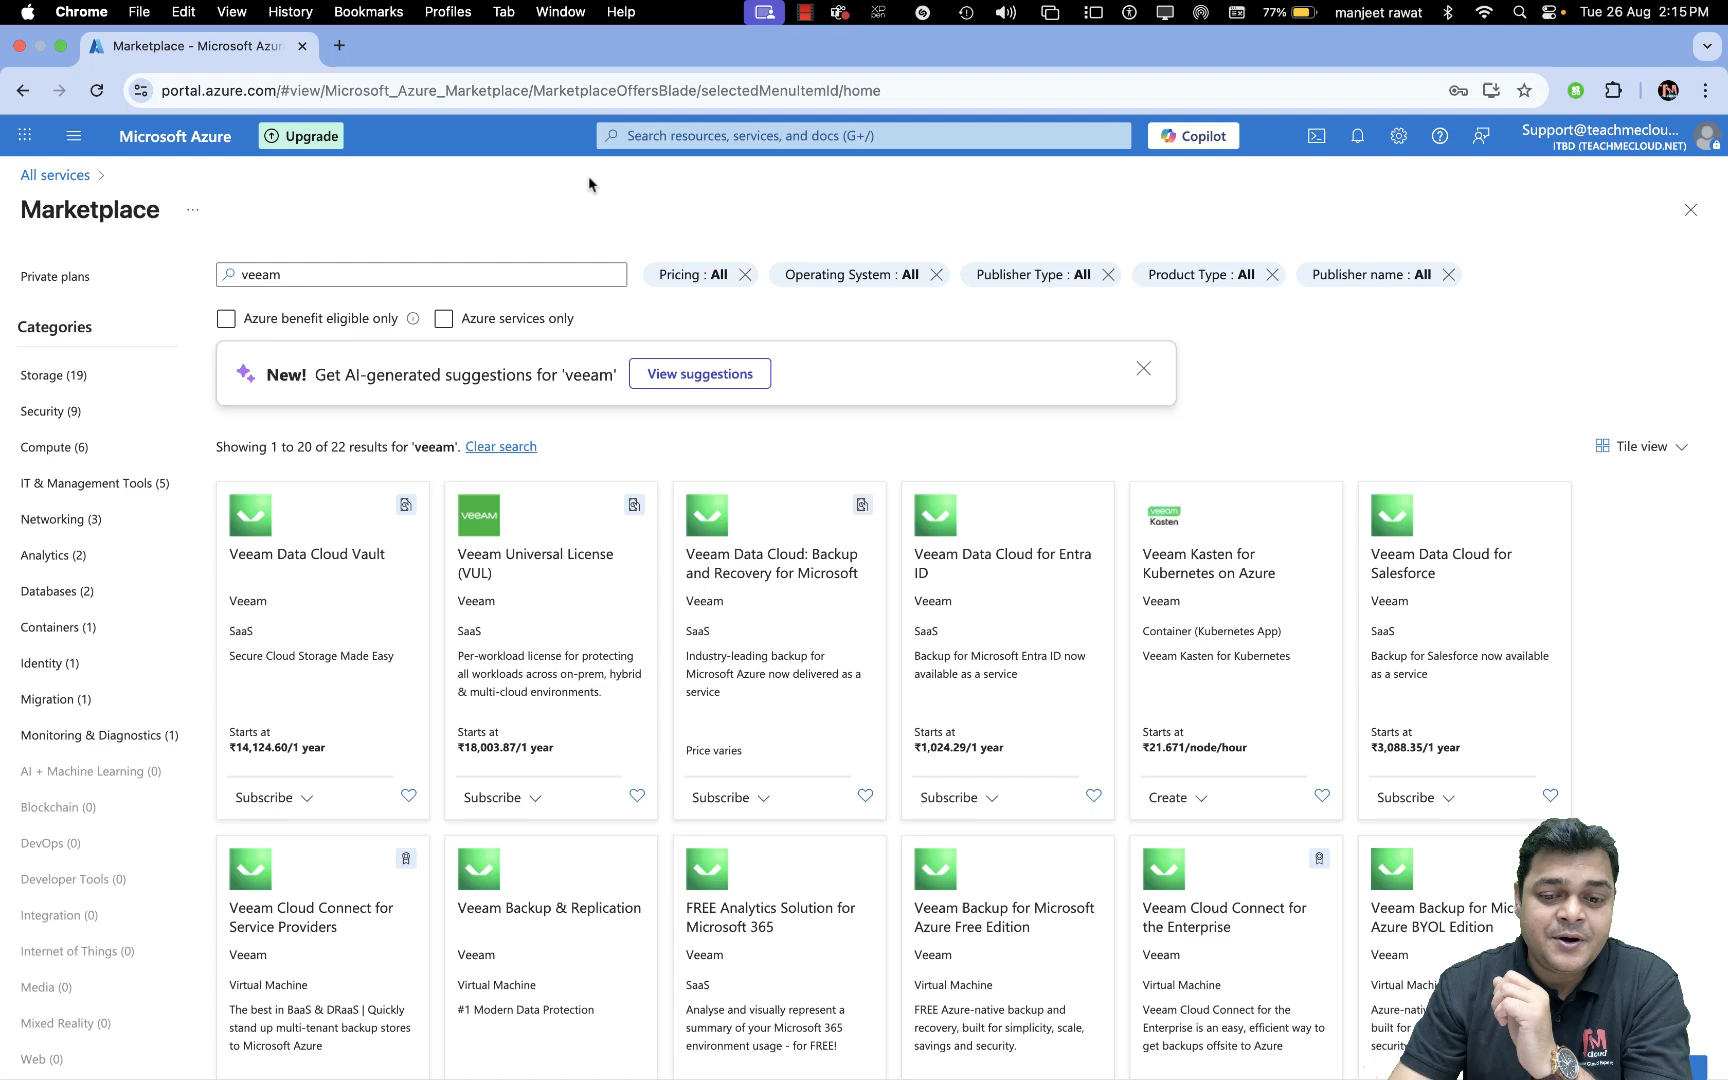 Chrome File Edit View History Bookmarks Profiles Tab Window Help 77% manjeet rawat Tue 26 Aug 2:15 PM
Marketplace - Microsoft Azur
portal.azure.com/#view/Microsoft_Azure_Marketplace/MarketplaceOffersBlade/selectedMenuItemId/home
Microsoft Azure Upgrade Search resources, services, and docs (G+/) Copilot Support@teachmeclou...
ITBD (TEACHMECLOUD.NET)
All services >
Marketplace ...
Private plans
veeam
Pricing : All Operating System : All Publisher Type : All Product Type : All Publisher name : All
Azure benefit eligible only Azure services only
Categories
Storage (19)
Security (9)
Compute (6)
IT & Management Tools (5)
Networking (3)
Analytics (2)
Databases (2)
Containers (1)
Identity (1)
Migration (1)
Monitoring & Diagnostics (1)
AI + Machine Learning (0)
Blockchain (0)
DevOps (0)
Developer Tools (0)
Integration (0)
Internet of Things (0)
Media (0)
Mixed Reality (0)
Web (0)
New! Get AI-generated suggestions for 'veeam' View suggestions
Showing 1 to 20 of 22 results for 'veeam'. Clear search
Tile view
Veeam Data Cloud Vault
Veeam
SaaS
Secure Cloud Storage Made Easy
Starts at
₹14,124.60/1 year
Subscribe
veeAM
Veeam Universal License
(VUL)
Veeam
SaaS
Per-workload license for protecting
all workloads across on-prem, hybrid
& multi-cloud environments.
Starts at
₹18,003.87/1 year
Subscribe
Veeam Data Cloud: Backup
and Recovery for Microsoft
Veeam
SaaS
Industry-leading backup for
Microsoft Azure now delivered as a
service
Price varies
Subscribe
Veeam Data Cloud for Entra
ID
Veeam
SaaS
Backup for Microsoft Entra ID now
available as a service
Starts at
₹1,024.29/1 year
Subscribe
veeam
Kasten
Veeam Kasten for
Kubernetes on Azure
Veeam
Container (Kubernetes App)
Veeam Kasten for Kubernetes
Starts at
₹21.671/node/hour
Create
Veeam Data Cloud for
Salesforce
Veeam
SaaS
Backup for Salesforce now available
as a service
Starts at
₹3,088.35/1 year
Subscribe
Veeam Cloud Connect for
Service Providers
Veeam
Virtual Machine
The best in BaaS & DRaaS | Quickly
stand up multi-tenant backup stores
to Microsoft Azure
Veeam Backup & Replication
Veeam
Virtual Machine
#1 Modern Data Protection
FREE Analytics Solution for
Microsoft 365
Veeam
SaaS
Analyse and visually represent a
summary of your Microsoft 365
environment usage - for FREE!
Veeam Backup for Microsoft
Azure Free Edition
Veeam
Virtual Machine
FREE Azure-native backup and
recovery, built for simplicity, scale,
savings and security.
Veeam Cloud Connect for
the Enterprise
Veeam
Virtual Machine
Veeam Cloud Connect for the
Enterprise is an easy, efficient way to
get backups offsite to Azure
Veeam Backup for Mic
Azure BYOL Edition
Veeam
Virtual Machi
Azure-nativ
built for
security
Cloud